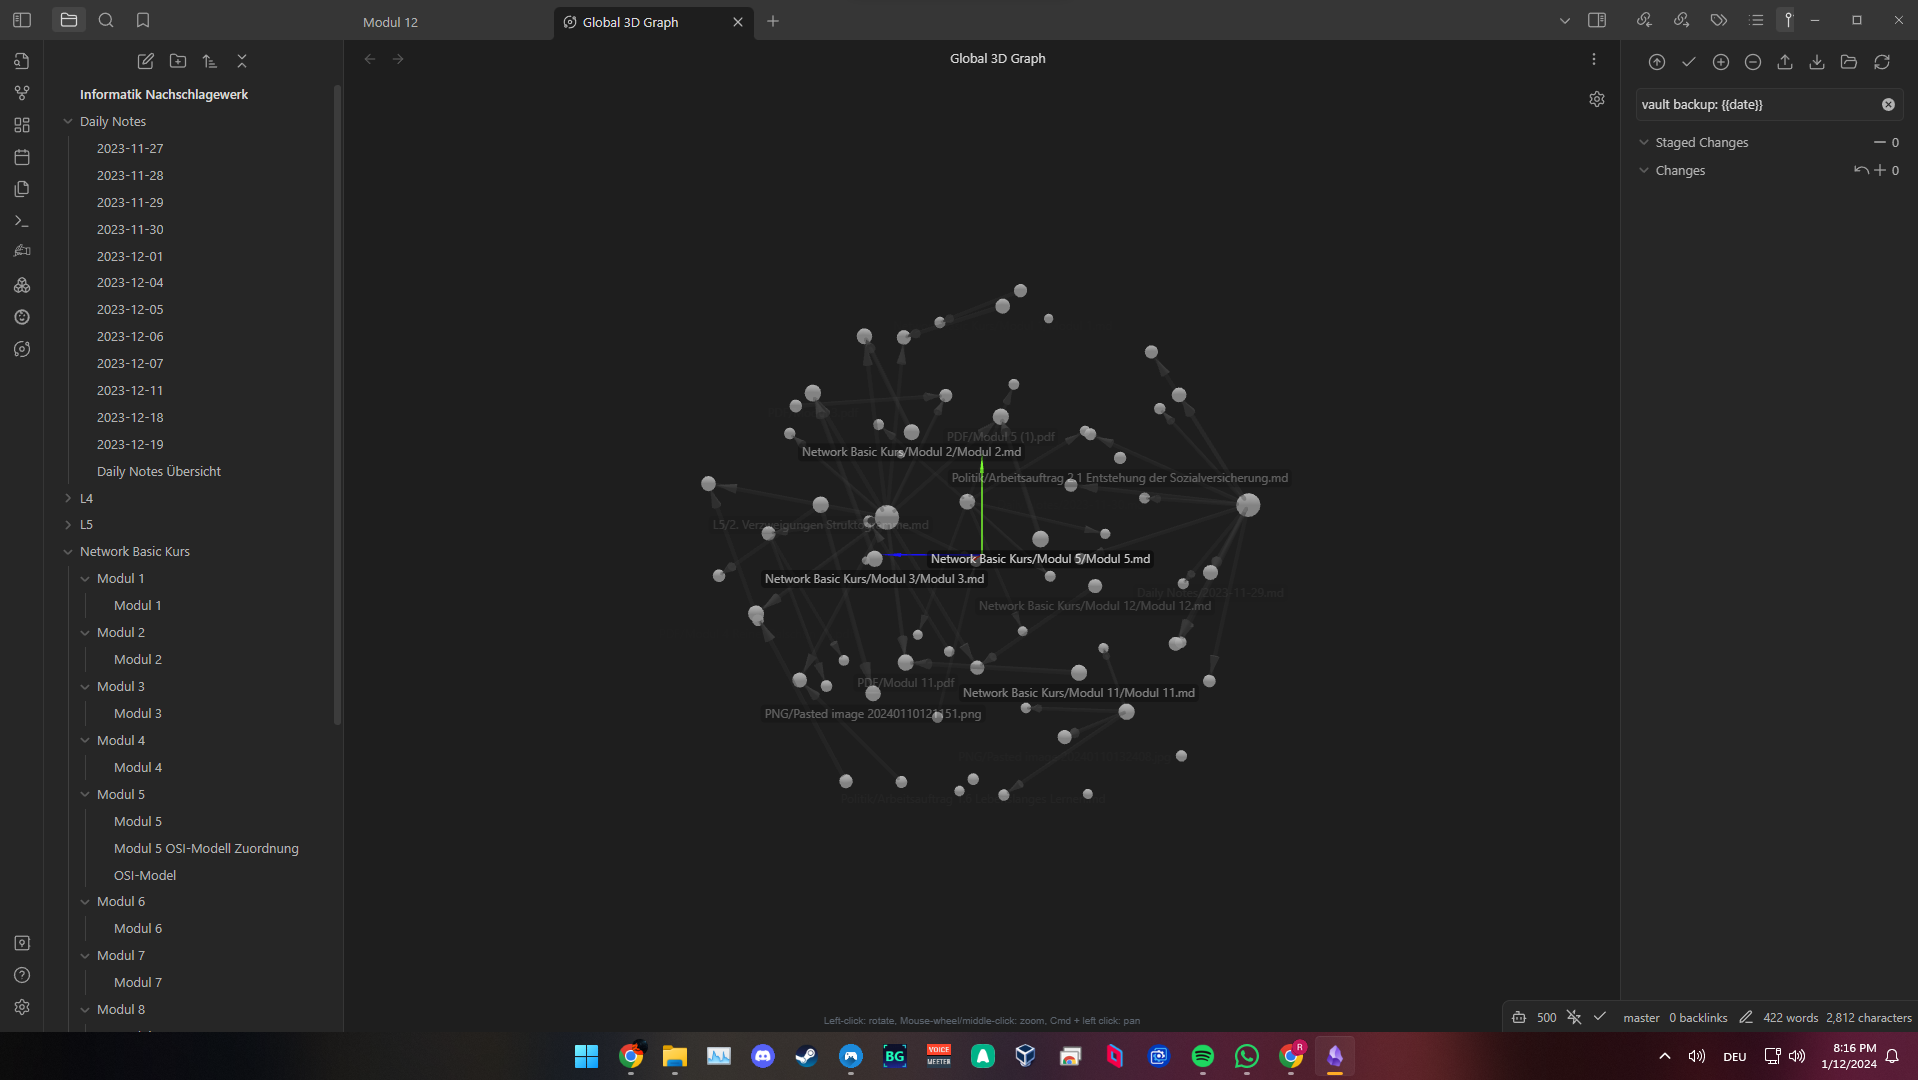 Modul 12
Global 3D Graph
Informatik Nachschlagewerk
Daily Notes
2023-11-27
2023-11-28
2023-11-29
2023-11-30
2023-12-01
2023-12-04
2023-12-05
2023-12-06
2023-12-07
2023-12-11
2023-12-18
2023-12-19
Daily Notes Übersicht
L4
L5
Network Basic Kurs
Modul 1
Modul 1
Modul 2
Modul 2
Modul 3
Modul 3
Modul 4
Modul 4
Modul 5
Modul 5
Modul 5 OSI-Modell Zuordnung
OSI-Model
Modul 6
Modul 6
Modul 7
Modul 7
Modul 8
Global 3D Graph
PDF/Modul 5 (1).pdf
Network Basic Kurs/Modul 2/Modul 2.md
Politik/Arbeitsauftrag 2.1 Entstehung der Sozialversicherung.md
L5/2. Verzweigungen Struktogramme.md
Network Basic Kurs/Modul 5/Modul 5.md
Network Basic Kurs/Modul 3/Modul 3.md
Daily Notes/2023-11-29.md
Network Basic Kurs/Modul 12/Modul 12.md
PDF/Modul 11.pdf
Network Basic Kurs/Modul 11/Modul 11.md
PNG/Pasted image 20240110121151.png
Left-click: rotate, Mouse-wheel/middle-click: zoom, Cmd + left click: pan
vault backup: {{date}}
Staged Changes 0
Changes 0
500 master 0 backlinks 422 words 2,812 characters
BG
VOICE
MEETER
R
DEU
8:16 PM
1/12/2024